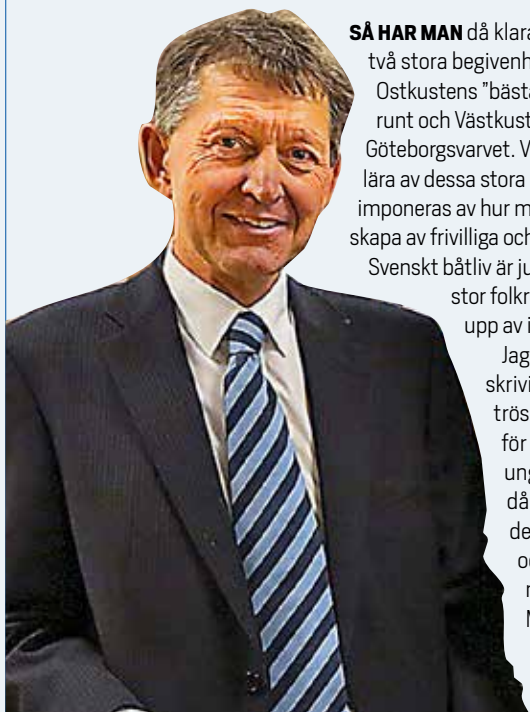 SÅ HAR MAN då klara
två stora begivenh
Ostkustens "bästa
runt och Västkust
Göteborgsvarvet. V
lära av dessa stora
imponeras av hur m
skapa av frivilliga och
Svenskt båtliv är ju
stor folkr
upp av i
Jag
skrivi
trös
för
ung
då
de
oc